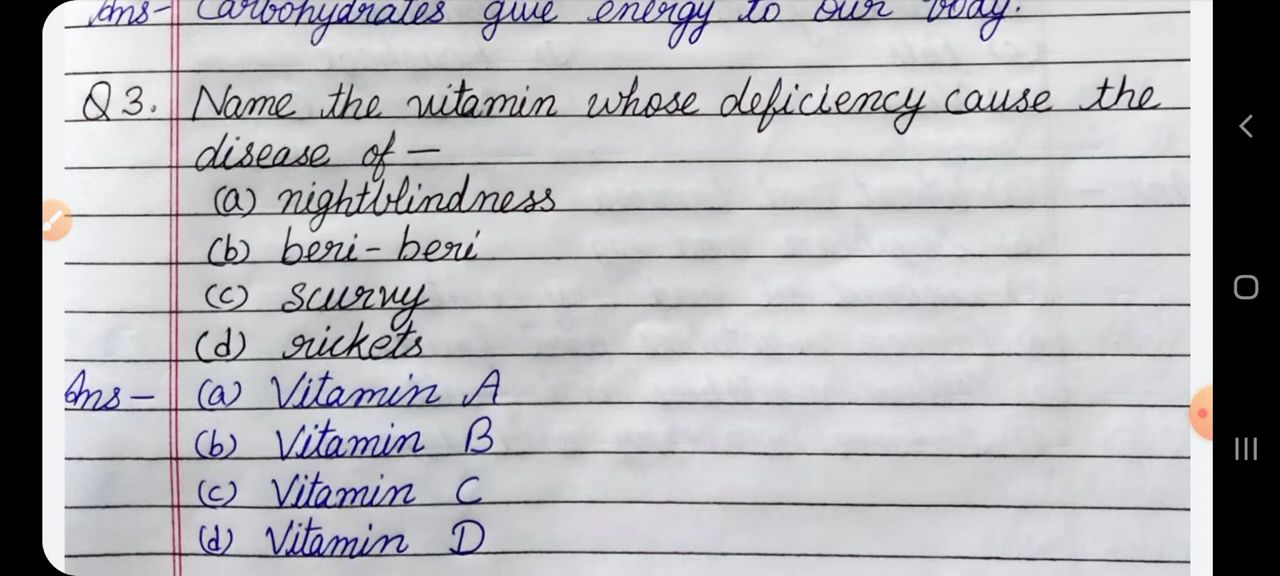 Ans- Carbohydrates give energy to our body.
Q3. Name the vitamin whose deficiency cause the
disease of —
(a) nightblindness
(b) beri-beri
(c) scurvy
(d) rickets
Ans- (a) Vitamin A
(b) Vitamin B
(c) Vitamin C
(d) Vitamin D